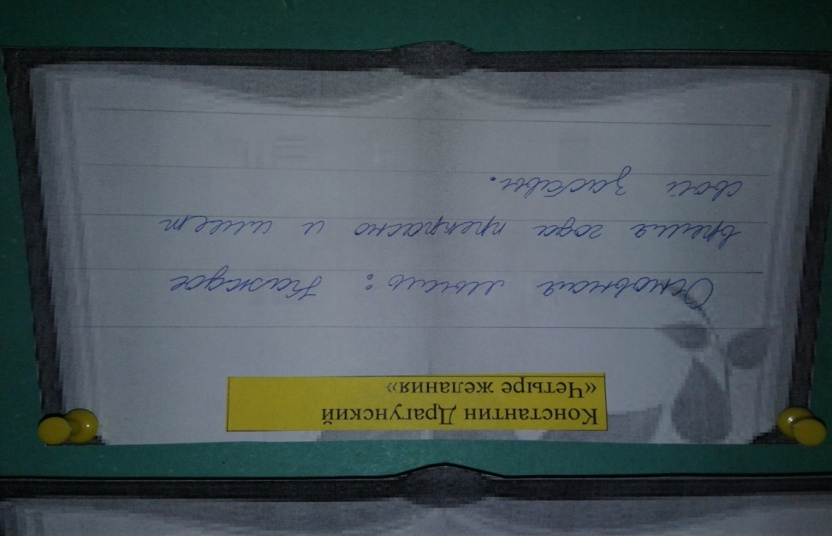 Константин Драгунский
«Четыре желания»
Основная мысль: Каждое
время года прекрасно и имеет
свои забавы.